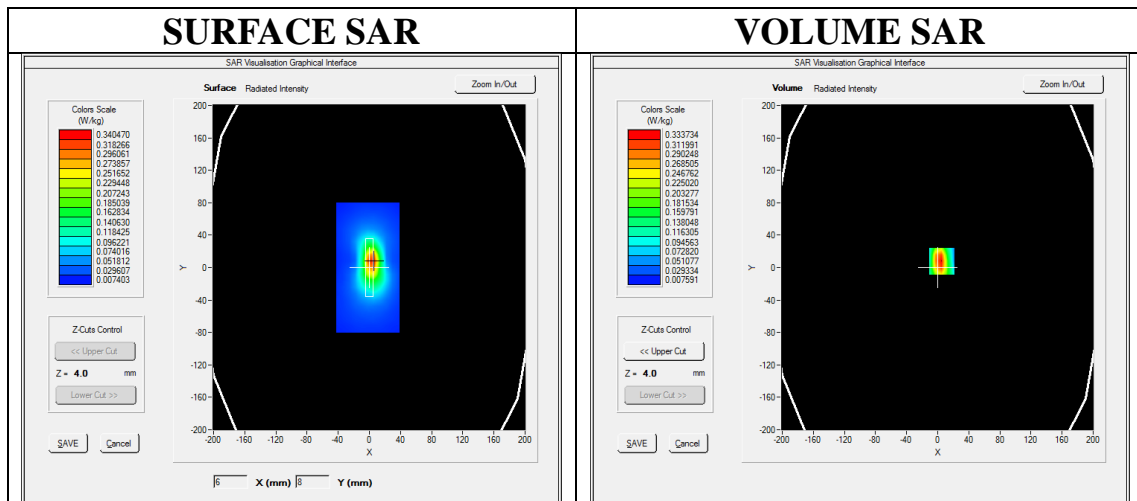 SURFACE SAR
SAR Visualisation Graphical Interface
Surface Radiated Intensity
Zoom In/Out
Colors Scale
(W/kg)
0.340470
0.318266
0.296061
0.273857
0.251652
0.229448
0.207243
0.185039
0.162834
0.140630
0.118425
0.096221
0.074016
0.051812
0.029607
0.007403
Z-Cuts Control
<< Upper Cut
Z = 4.0 mm
Lower Cut >>
SAVE Cancel
200
160
120
80
40
0
-40
-80
-120
-160
-200
Y
-200 -160 -120 -80 -40 0 40 80 120 160 200
X
6 X (mm) 8 Y (mm)
VOLUME SAR
SAR Visualisation Graphical Interface
Volume Radiated Intensity
Zoom In/Out
Colors Scale
(W/kg)
0.333734
0.311991
0.290248
0.268505
0.246762
0.225020
0.203277
0.181534
0.159791
0.138048
0.116305
0.094563
0.072820
0.051077
0.029334
0.007591
Z-Cuts Control
<< Upper Cut
Z = 4.0 mm
Lower Cut >>
SAVE Cancel
200
160
120
80
40
0
-40
-80
-120
-160
-200
Y
-200 -160 -120 -80 -40 0 40 80 120 160 200
X